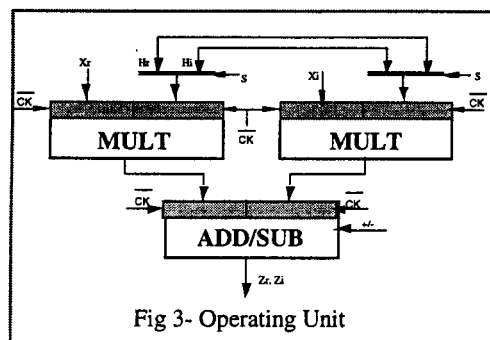 Hr Hi
Xr
S
Xi
S
CK
CK
CK
MULT
MULT
CK
CK
+/-
ADD/SUB
Zr, Zi
Fig 3- Operating Unit